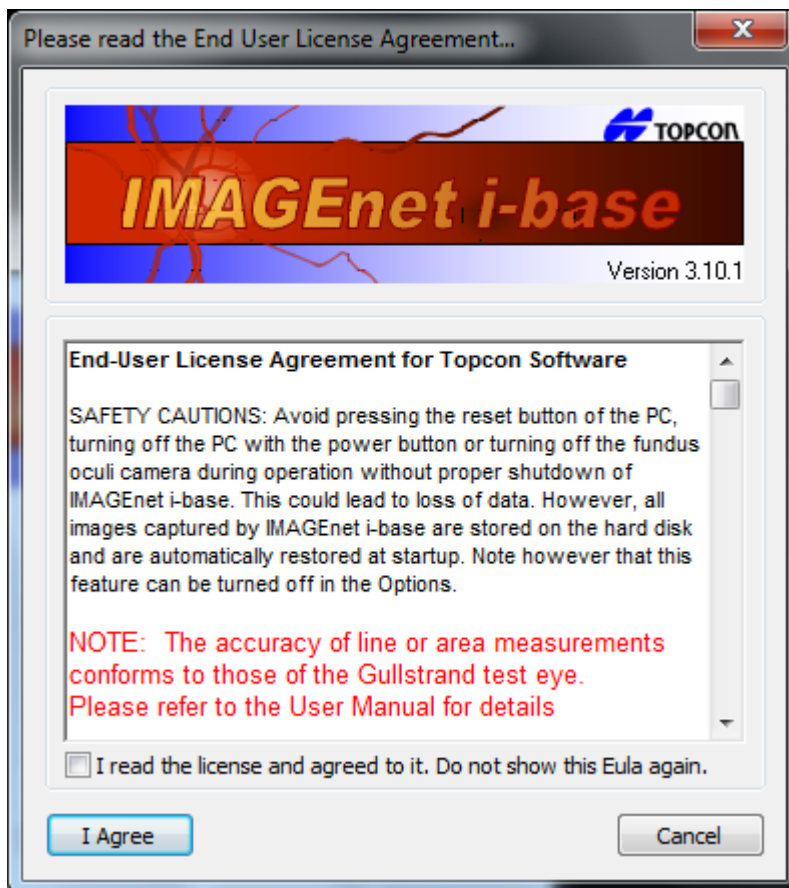 Please read the End User License Agreement...
TOPCON
IMAGEnet i-base
Version 3.10.1
End-User License Agreement for Topcon Software
SAFETY CAUTIONS: Avoid pressing the reset button of the PC,
turning off the PC with the power button or turning off the fundus
oculi camera during operation without proper shutdown of
IMAGEnet i-base. This could lead to loss of data. However, all
images captured by IMAGEnet i-base are stored on the hard disk
and are automatically restored at startup. Note however that this
feature can be turned off in the Options.
NOTE: The accuracy of line or area measurements
conforms to those of the Gullstrand test eye.
Please refer to the User Manual for details
I read the license and agreed to it. Do not show this Eula again.
I Agree
Cancel